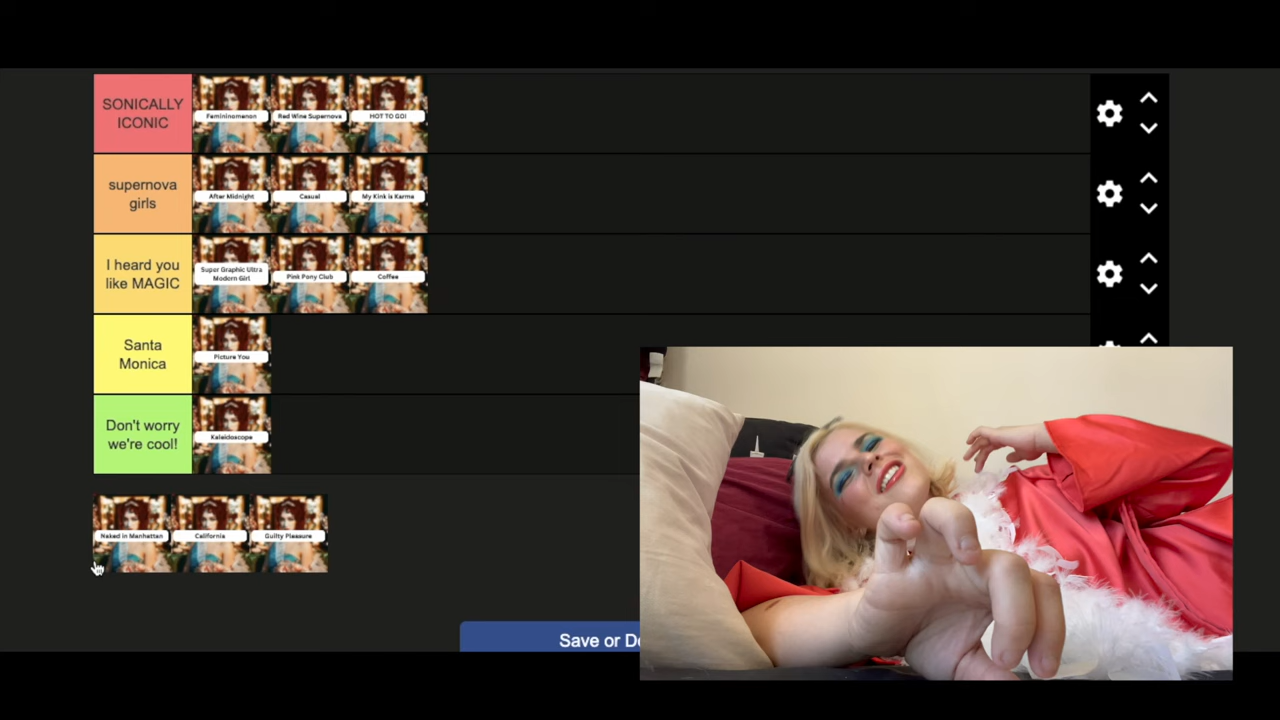 SONICALLY
ICONIC
Femininomenon
Red Wine Supernova
HOT TO GO!
supernova
girls
After Midnight
Casual
My Kink is Karma
I heard you
like MAGIC
Super Graphic Ultra
Modern Girl
Pink Pony Club
Coffee
Santa
Monica
Picture You
Don't worry
we're cool!
Kaleidoscope
Naked in Manhattan
California
Guilty Pleasure
Save or Do